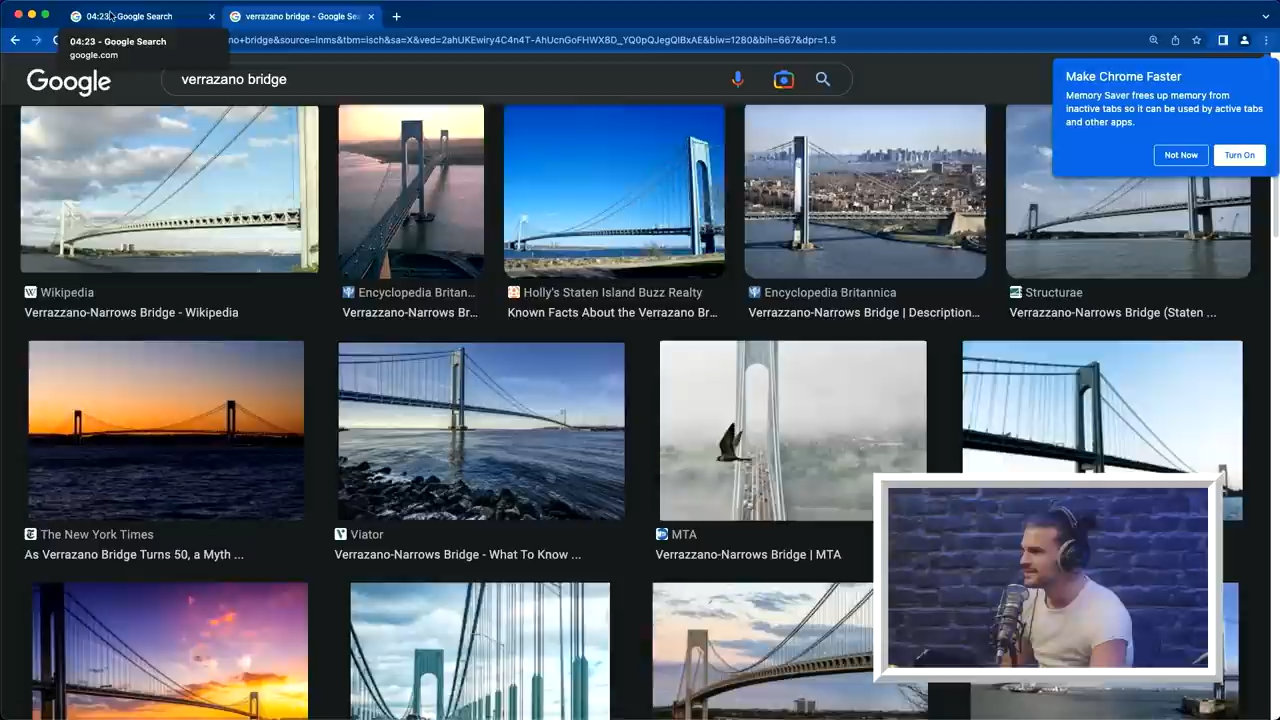 04:23 - Google Search
verrazano bridge - Google Sea
04:23 - Google Search
google.com
no+bridge&source=lnms&tbm=isch&sa=X&ved=2ahUKEwiry4C4n4T-AhUcnGoFHWX8D_YQ0pQJegQIBxAE&biw=1280&bih=667&dpr=1.5
Google
verrazano bridge
Make Chrome Faster
Memory Saver frees up memory from
inactive tabs so it can be used by active tabs
and other apps.
Not Now
Turn On
W Wikipedia
Verrazzano-Narrows Bridge - Wikipedia
Encyclopedia Britan...
Verrazzano-Narrows Br...
Holly's Staten Island Buzz Realty
Known Facts About the Verrazano Br...
Encyclopedia Britannica
Verrazzano-Narrows Bridge | Description...
Structurae
Verrazzano-Narrows Bridge (Staten ...
The New York Times
As Verrazano Bridge Turns 50, a Myth ...
Viator
Verrazano-Narrows Bridge - What To Know ...
MTA
Verrazzano-Narrows Bridge | MTA